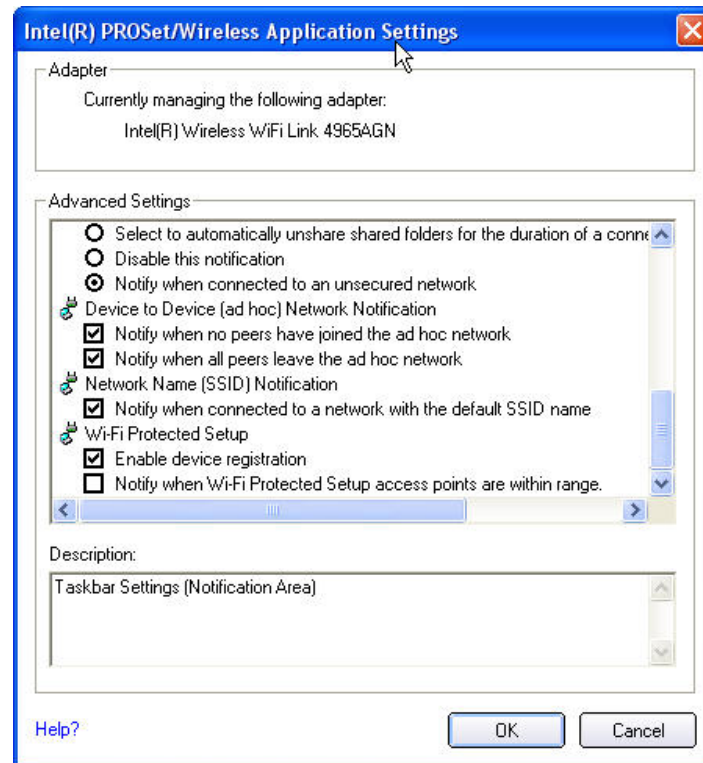 Intel(R) PROSet/Wireless Application Settings
Adapter
Currently managing the following adapter:
Intel(R) Wireless WiFi Link 4965AGN
Advanced Settings
Select to automatically unshare shared folders for the duration of a conne
Disable this notification
Notify when connected to an unsecured network
Device to Device (ad hoc) Network Notification
Notify when no peers have joined the ad hoc network
Notify when all peers leave the ad hoc network
Network Name (SSID) Notification
Notify when connected to a network with the default SSID name
Wi-Fi Protected Setup
Enable device registration
Notify when Wi-Fi Protected Setup access points are within range.
Description:
Taskbar Settings (Notification Area)
Help?
OK
Cancel